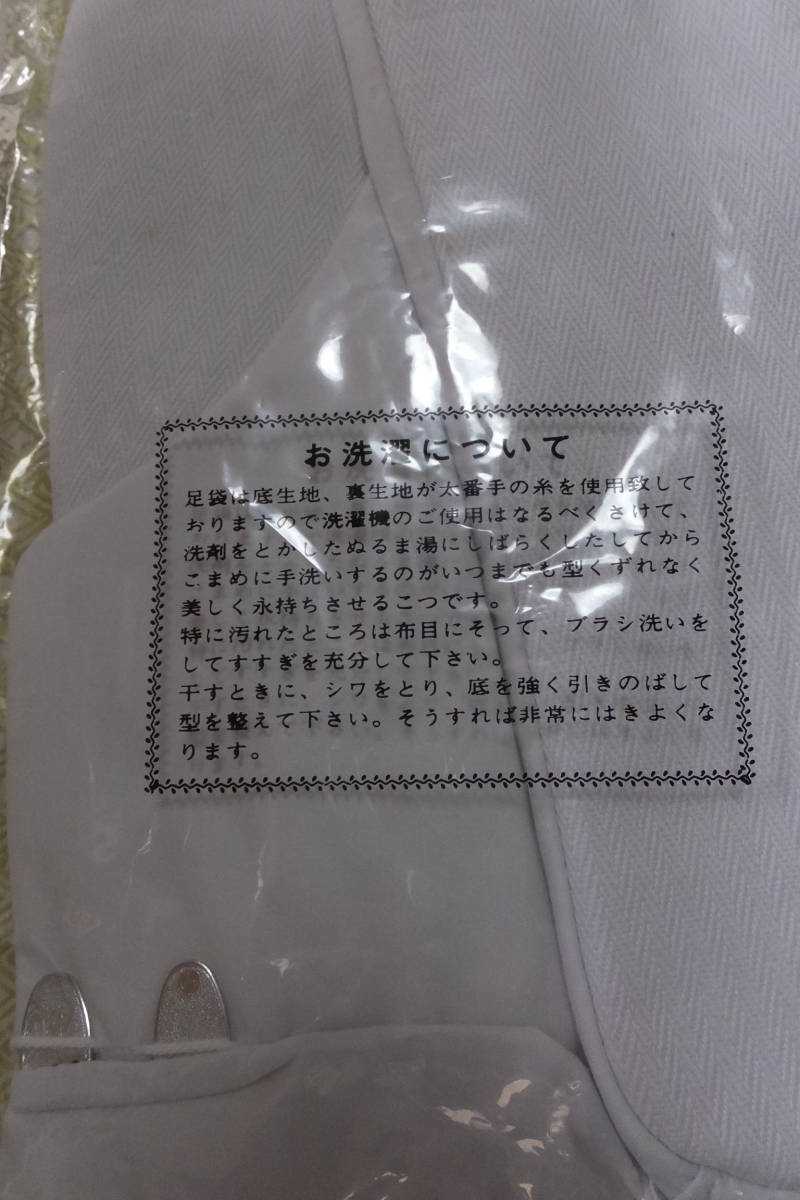 お洗濯について
足袋は底生地、裏生地が太番手の糸を使用致して
おりますので洗濯機のご使用はなるべくさけて、
洗剤をとかしたぬるま湯にしばらくしたしてから
こまめに手洗いするのがいつまでも型くずれなく
美しく永持ちさせるこつです。
特に汚れたところは布目にそって、ブラシ洗いを
してすすぎを充分して下さい。
干すときに、シワをとり、底を強く引きのばして
型を整えて下さい。そうすれば非常にはきよくな
ります。